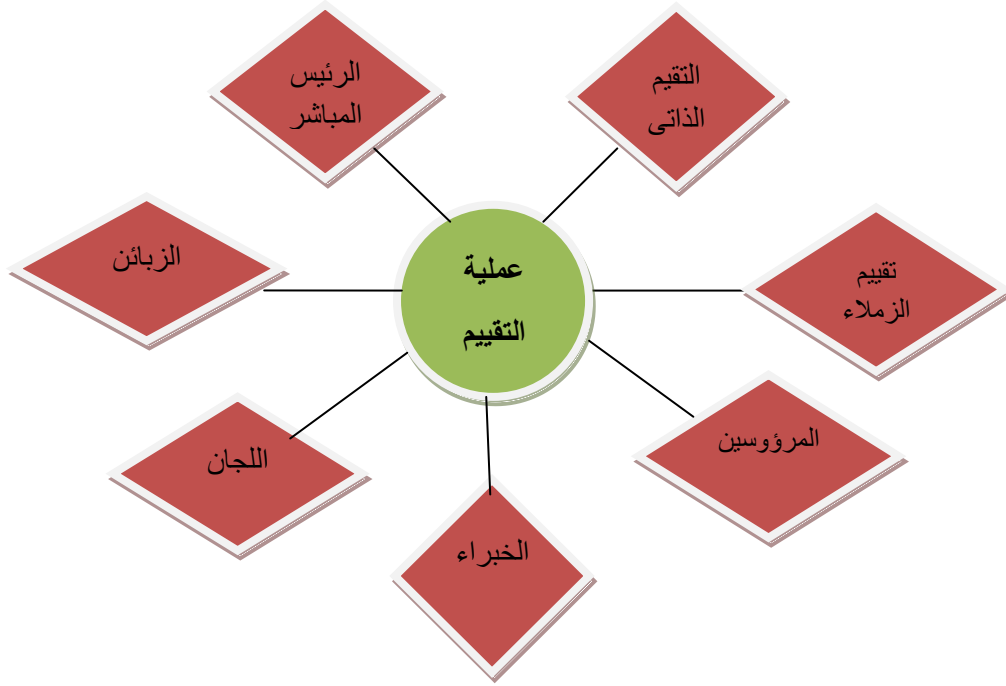 التقيم
الذاتى
الرئيس
المباشر
عملية
التقييم
تقييم
الزملاء
الزبائن
المرؤوسين
اللجان
الخبراء